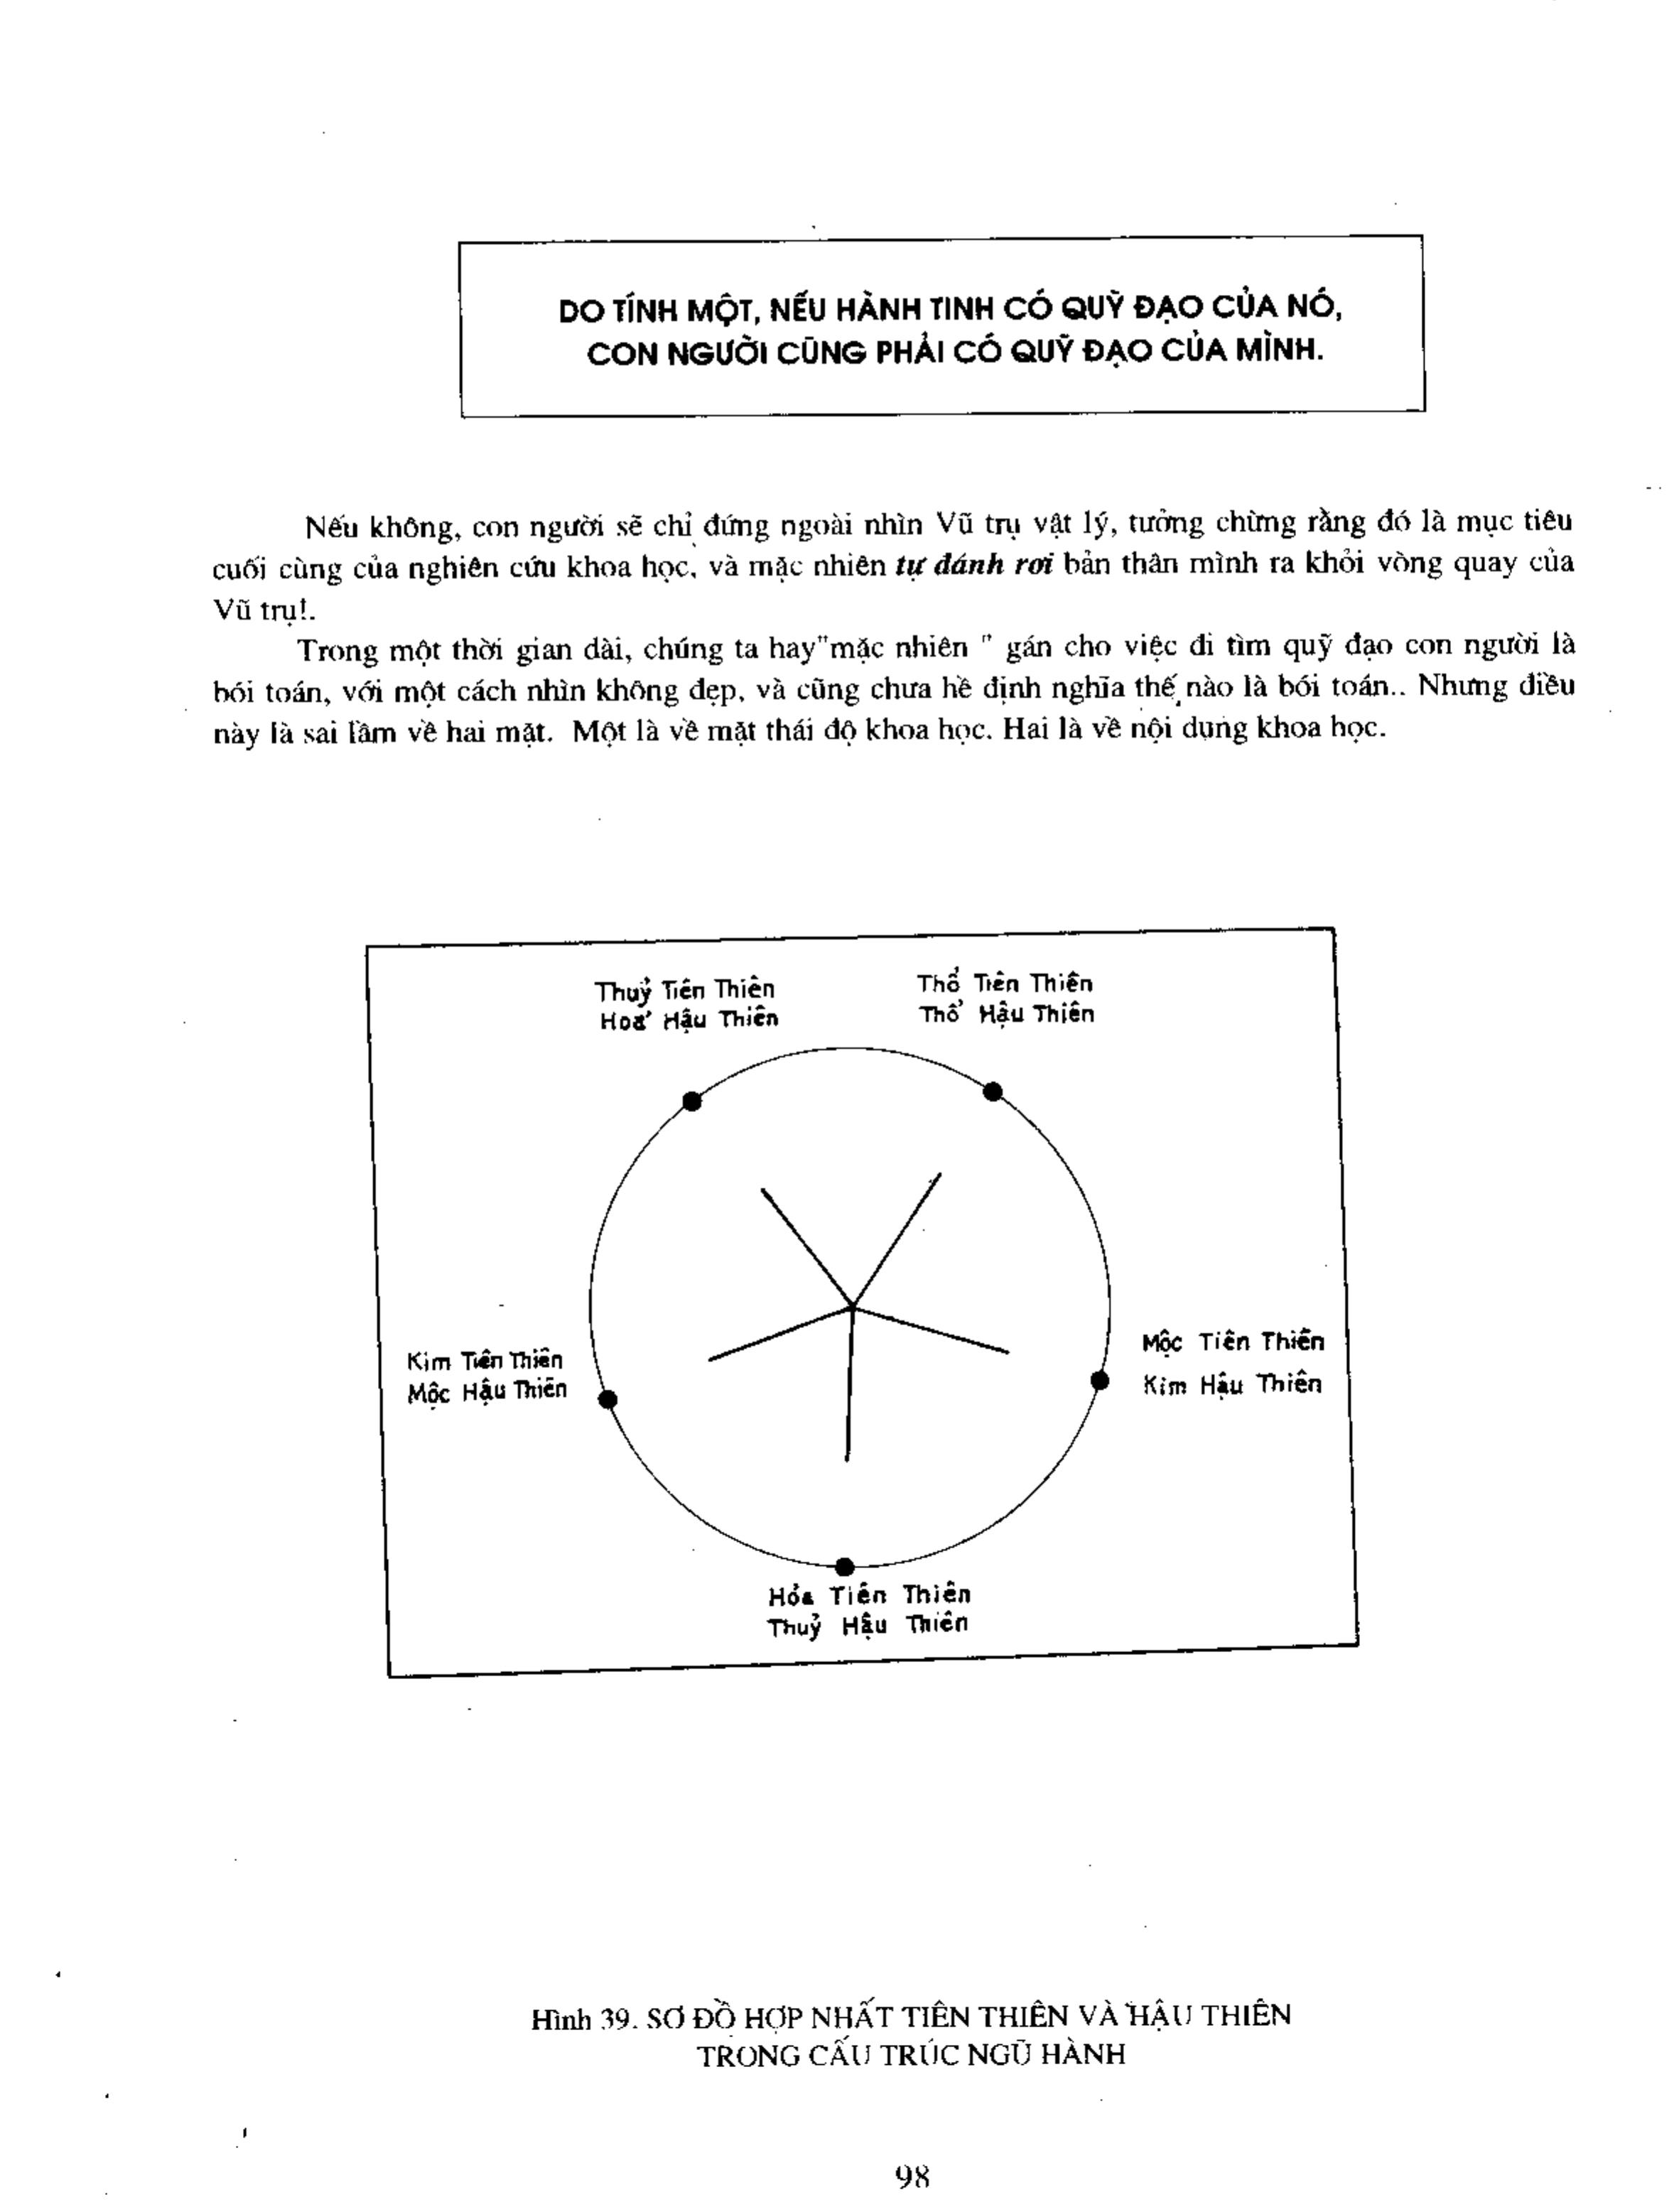 DO TÍNH MỘT, NẾU HÀNH TINH CÓ QUỸ ĐẠO CỦA NÓ,
CON NGƯỜI CŨNG PHẢI CÓ QUỸ ĐẠO CỦA MÌNH.
Nếu không, con người sẽ chỉ đứng ngoài nhìn Vũ trụ vật lý, tưởng chừng rằng đó là mục tiêu
cuối cùng của nghiên cứu khoa học, và mặc nhiên tự đánh rơi bản thân mình ra khỏi vòng quay của
Vũ trụ!.
Trong một thời gian dài, chúng ta hay"mặc nhiên " gán cho việc đi tìm quỹ đạo con người là
bói toán, với một cách nhìn không đẹp, và cũng chưa hề định nghĩa thế nào là bói toán.. Nhưng điều
này là sai lầm về hai mặt. Một là về mặt thái độ khoa học. Hai là về nội dung khoa học.
Thuỷ Tiên Thiên
Hoả Hậu Thiên
Thổ Tiên Thiên
Thổ Hậu Thiên
Kim Tiên Thiên
Mộc Hậu Thiên
Mộc Tiên Thiên
Kim Hậu Thiên
Hỏa Tiên Thiên
Thuỷ Hậu Thiên
Hình 39. SƠ ĐỒ HỢP NHẤT TIÊN THIÊN VÀ HẬU THIÊN
TRONG CẤU TRÚC NGŨ HÀNH
98